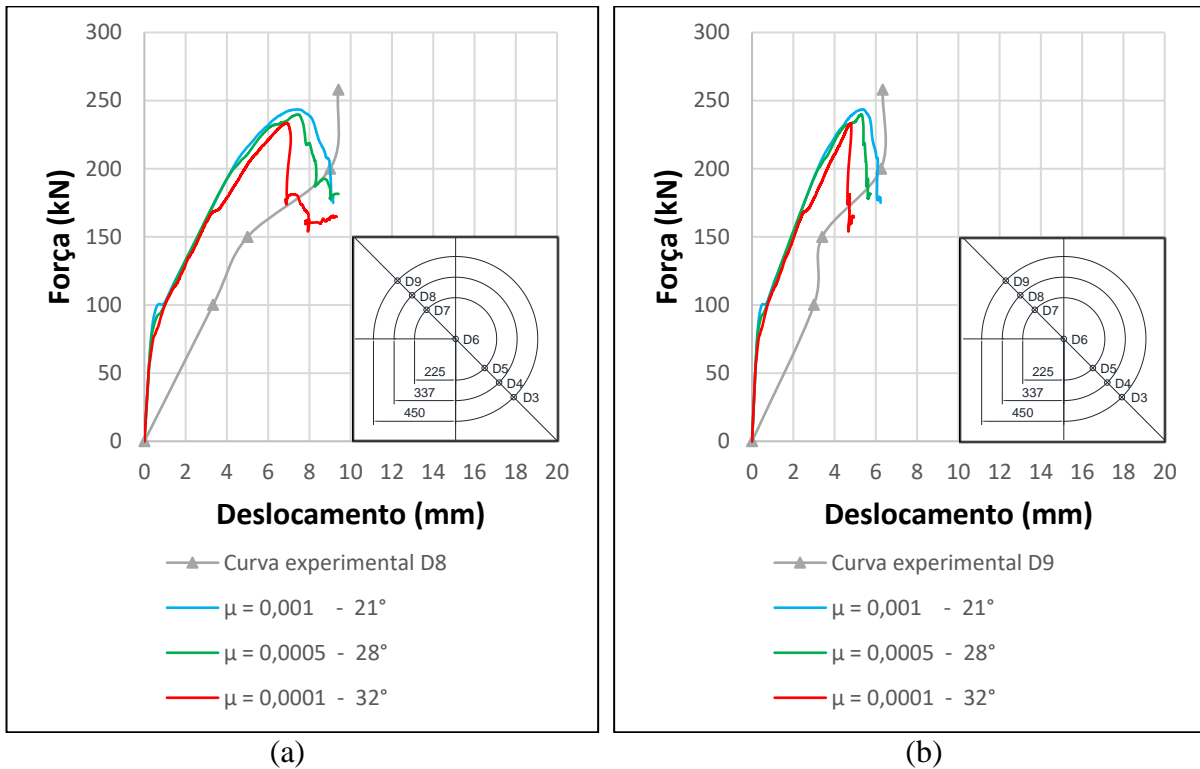 300
250
200
150
100
50
0
Força (kN)
0 2 4 6 8 10 12 14 16 18 20
Deslocamento (mm)
D9
D8
D7
D6
D5
D4
D3
225
337
450
Curva experimental D8
μ = 0,001 - 21°
μ = 0,0005 - 28°
μ = 0,0001 - 32°
(a)
300
250
200
150
100
50
0
Força (kN)
0 2 4 6 8 10 12 14 16 18 20
Deslocamento (mm)
D9
D8
D7
D6
D5
D4
D3
225
337
450
Curva experimental D9
μ = 0,001 - 21°
μ = 0,0005 - 28°
μ = 0,0001 - 32°
(b)